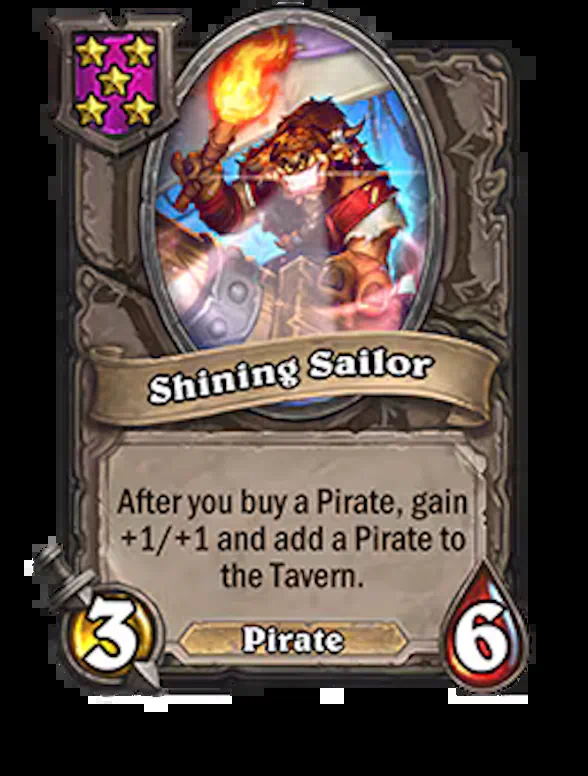 Shining Sailor
After you buy a Pirate, gain
+1/+1 and add a Pirate to
the Tavern.
3
Pirate
6